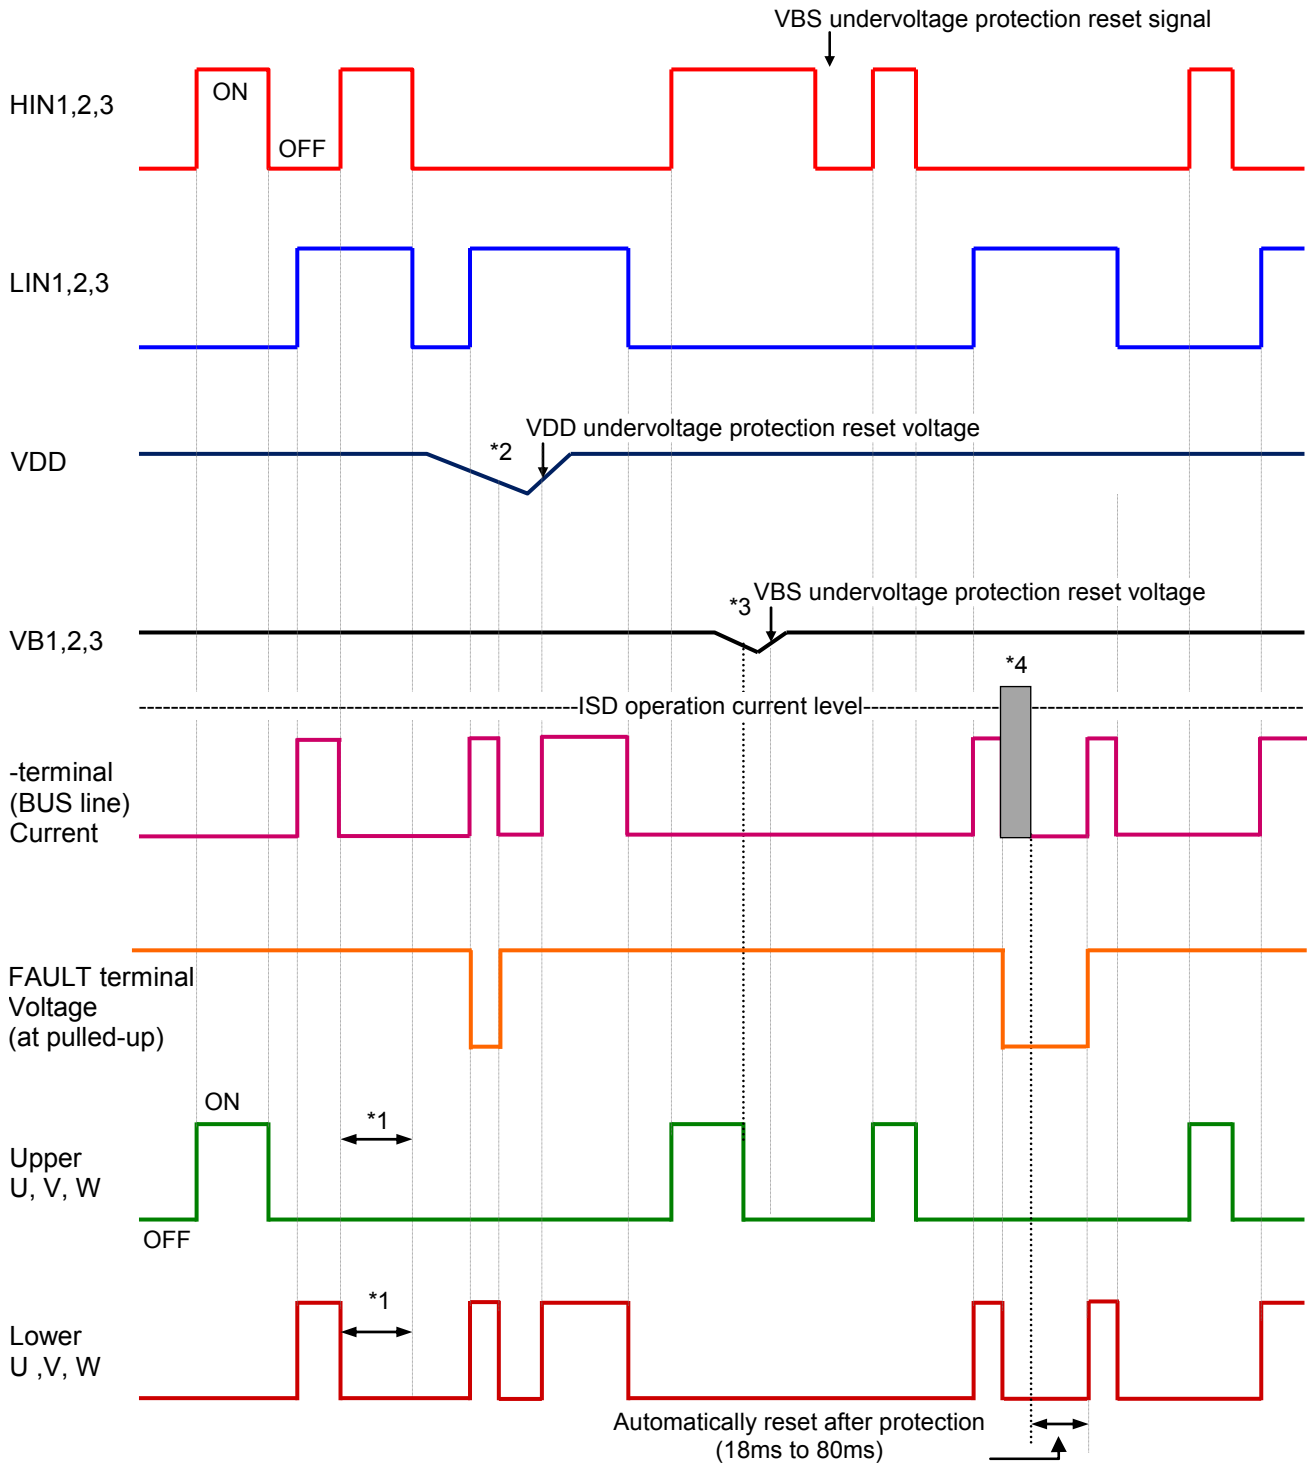 VBS undervoltage protection reset signal
HIN1,2,3
ON
OFF
LIN1,2,3
VDD undervoltage protection reset voltage
*2
VDD
VBS undervoltage protection reset voltage
*3
VB1,2,3
*4
ISD operation current level
-terminal
(BUS line)
Current
FAULT terminal
Voltage
(at pulled-up)
ON
*1
Upper
U, V, W
OFF
*1
Lower
U ,V, W
Automatically reset after protection
(18ms to 80ms)